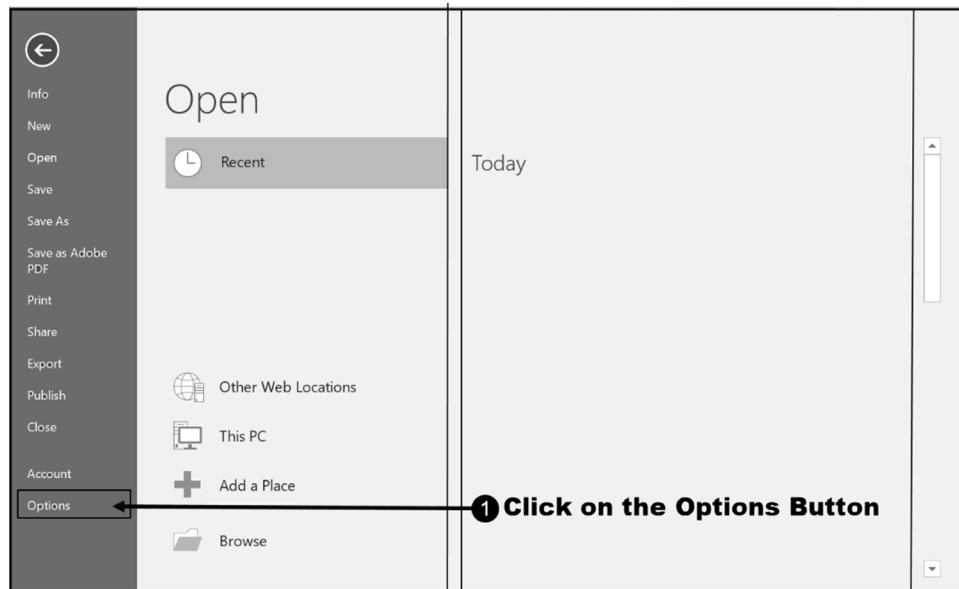 Info
New
Open
Save
Save As
Save as Adobe
PDF
Print
Share
Export
Publish
Close
Account
Options
Open
Recent
Other Web Locations
This PC
Add a Place
Browse
Today
1 Click on the Options Button